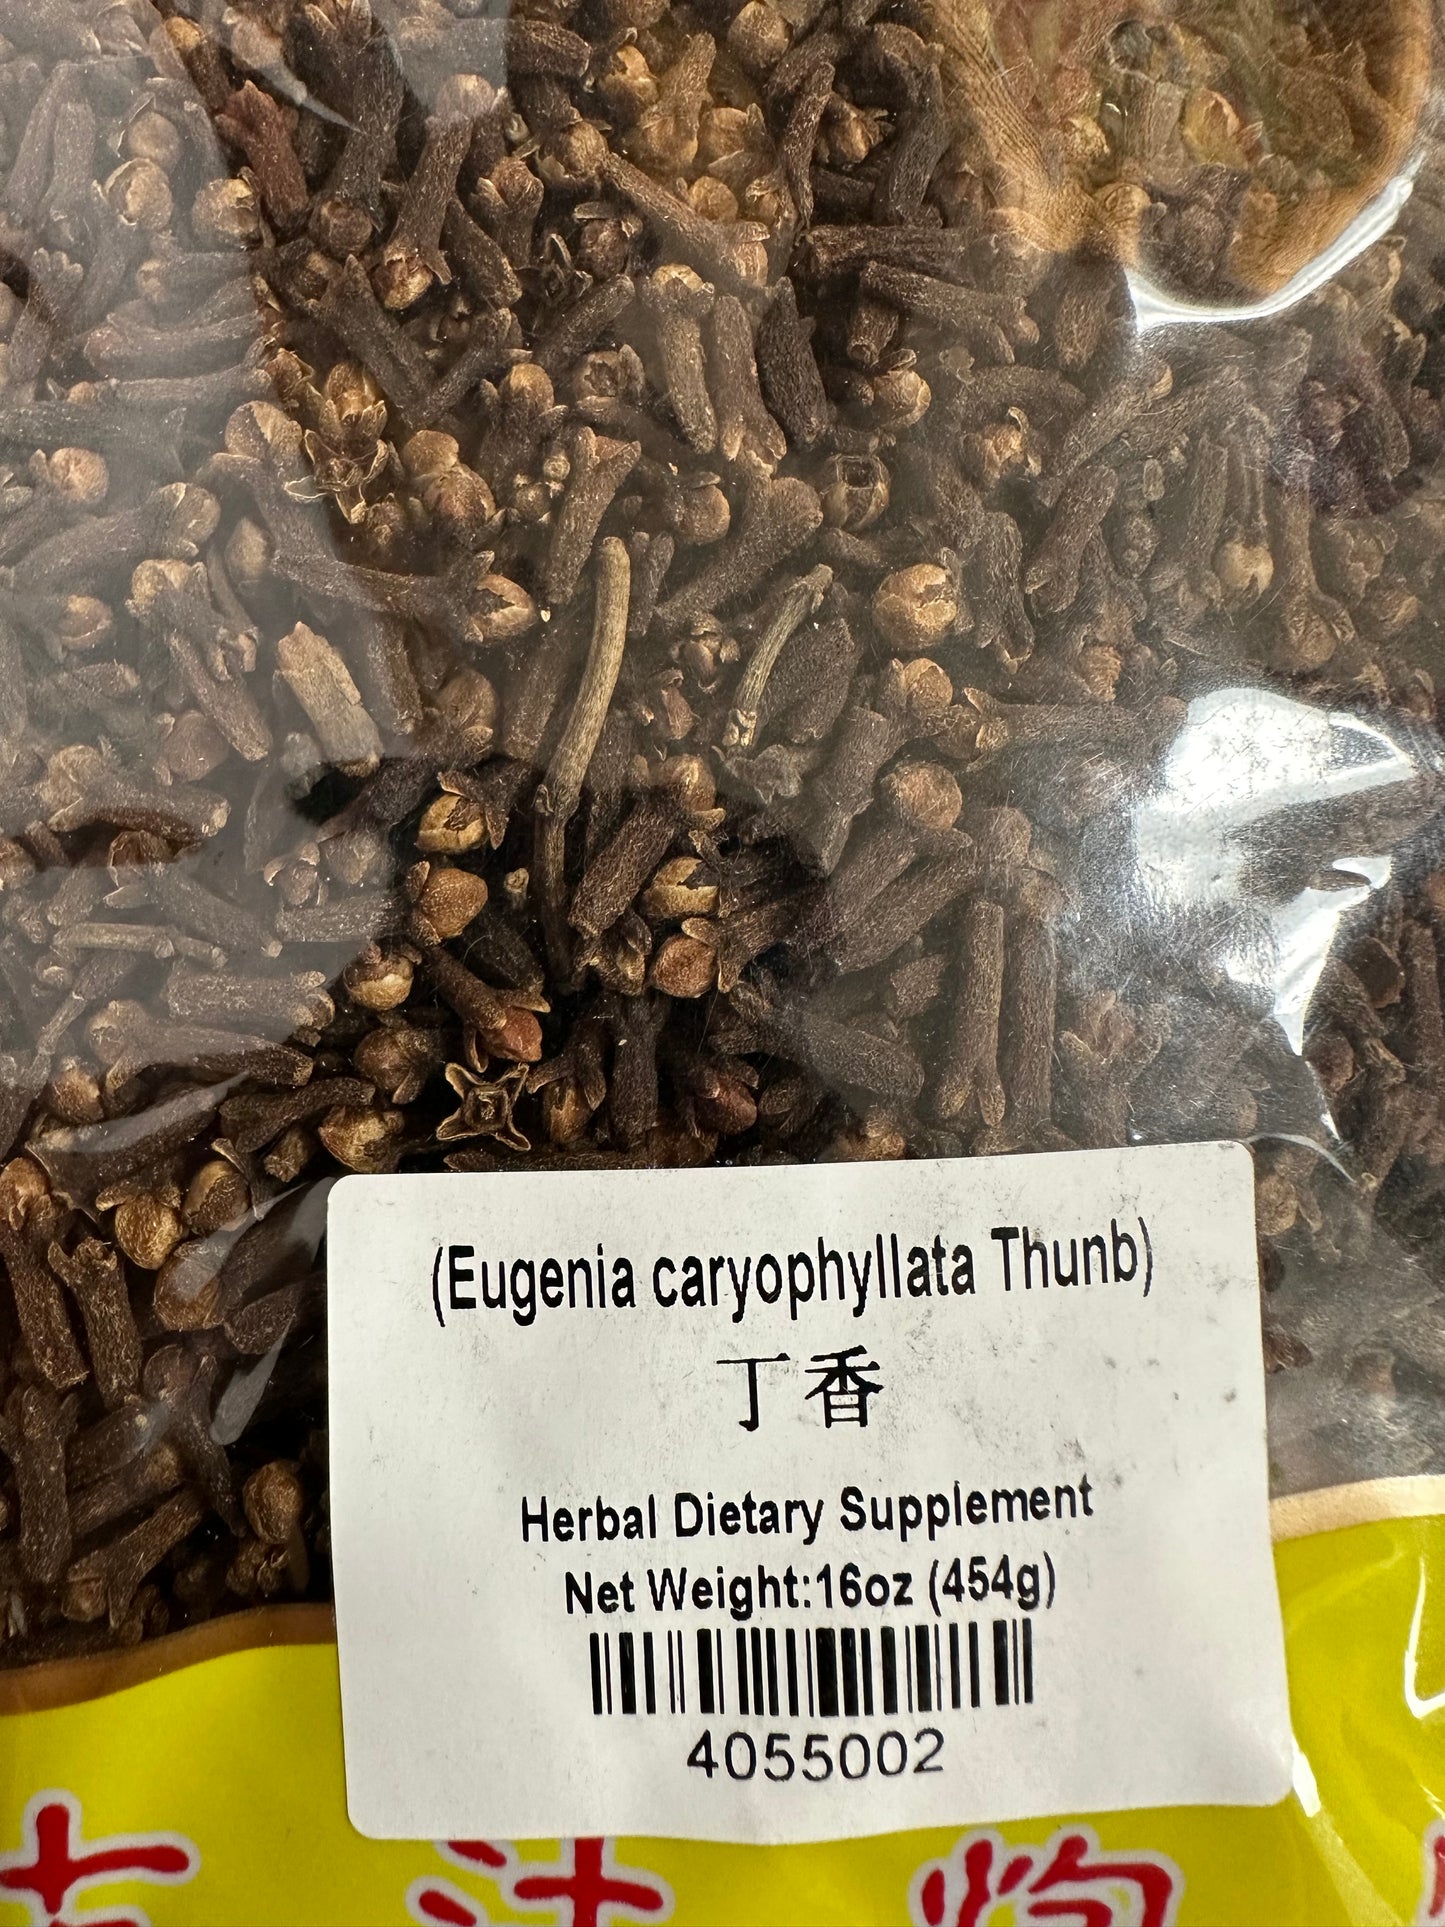 (Eugenia caryophyllata Thunb)
丁香
Herbal Dietary Supplement
Net Weight:16oz (454g)
4055002